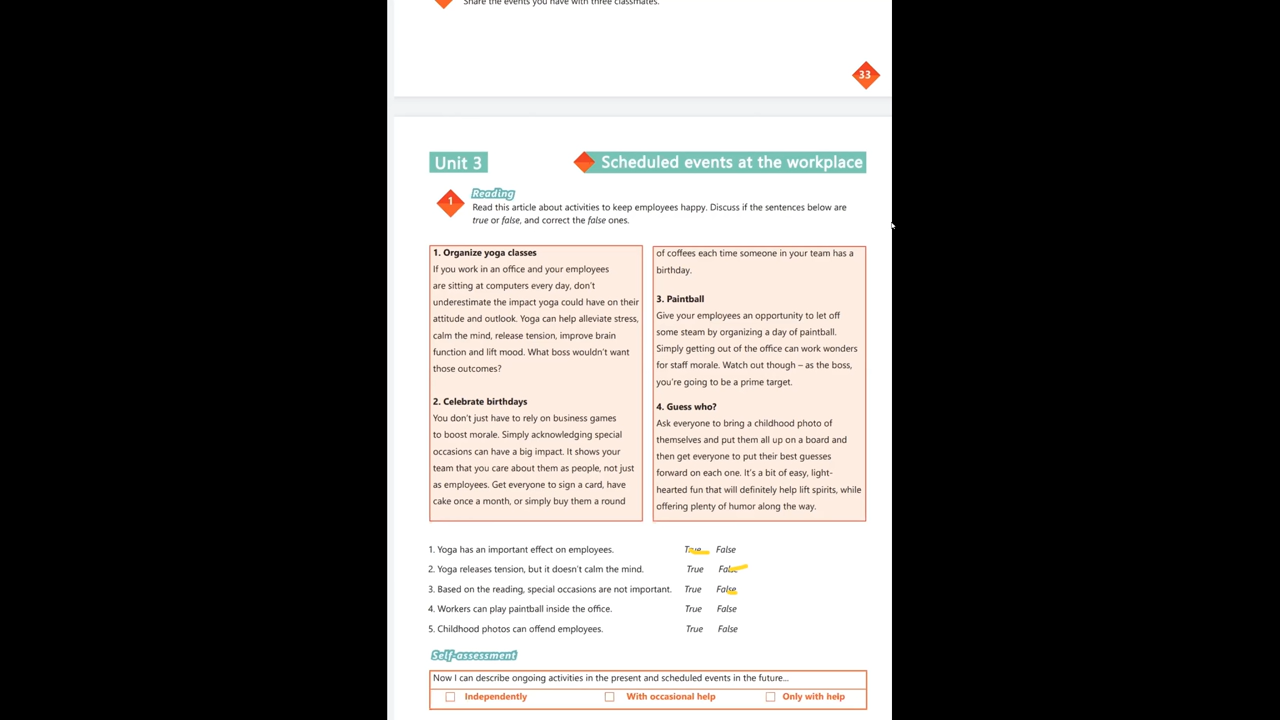 Share the events you have with three classmates.
33
Unit 3
Scheduled events at the workplace
1
Reading
Read this article about activities to keep employees happy. Discuss if the sentences below are
true or false, and correct the false ones.
1. Organize yoga classes
If you work in an office and your employees
are sitting at computers every day, don't
underestimate the impact yoga could have on their
attitude and outlook. Yoga can help alleviate stress,
calm the mind, release tension, improve brain
function and lift mood. What boss wouldn't want
those outcomes?
2. Celebrate birthdays
You don't just have to rely on business games
to boost morale. Simply acknowledging special
occasions can have a big impact. It shows your
team that you care about them as people, not just
as employees. Get everyone to sign a card, have
cake once a month, or simply buy them a round
of coffees each time someone in your team has a
birthday.
3. Paintball
Give your employees an opportunity to let off
some steam by organizing a day of paintball.
Simply getting out of the office can work wonders
for staff morale. Watch out though – as the boss,
you're going to be a prime target.
4. Guess who?
Ask everyone to bring a childhood photo of
themselves and put them all up on a board and
then get everyone to put their best guesses
forward on each one. It's a bit of easy, light-
hearted fun that will definitely help lift spirits, while
offering plenty of humor along the way.
1. Yoga has an important effect on employees. True False
2. Yoga releases tension, but it doesn't calm the mind. True False
3. Based on the reading, special occasions are not important. True False
4. Workers can play paintball inside the office. True False
5. Childhood photos can offend employees. True False
Self-assessment
Now I can describe ongoing activities in the present and scheduled events in the future...
Independently With occasional help Only with help